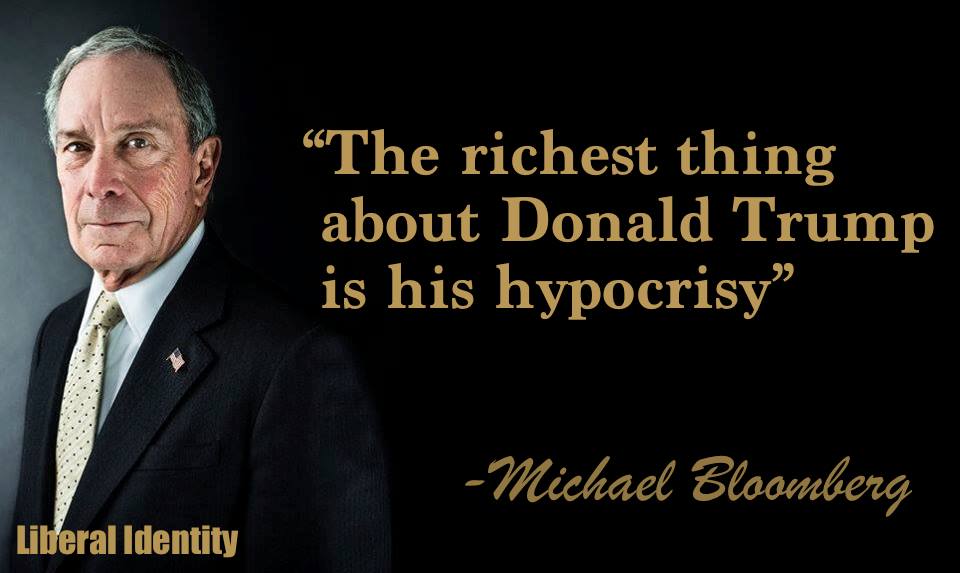 “The richest thing
about Donald Trump
is his hypocrisy”
-Michael Bloomberg
Liberal Identity